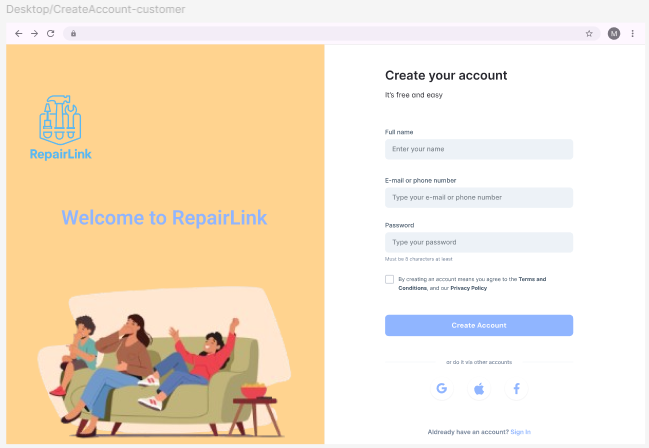 Desktop/CreateAccount-customer
M
RepairLink
Welcome to RepairLink
Create your account
It's free and easy
Full name
Enter your name
E-mail or phone number
Type your e-mail or phone number
Password
Type your password
Must be 8 characters at least
By creating an account means you agree to the Terms and
Conditions, and our Privacy Policy
Create Account
or do it via other accounts
G
f
Aldready have an account? Sign In